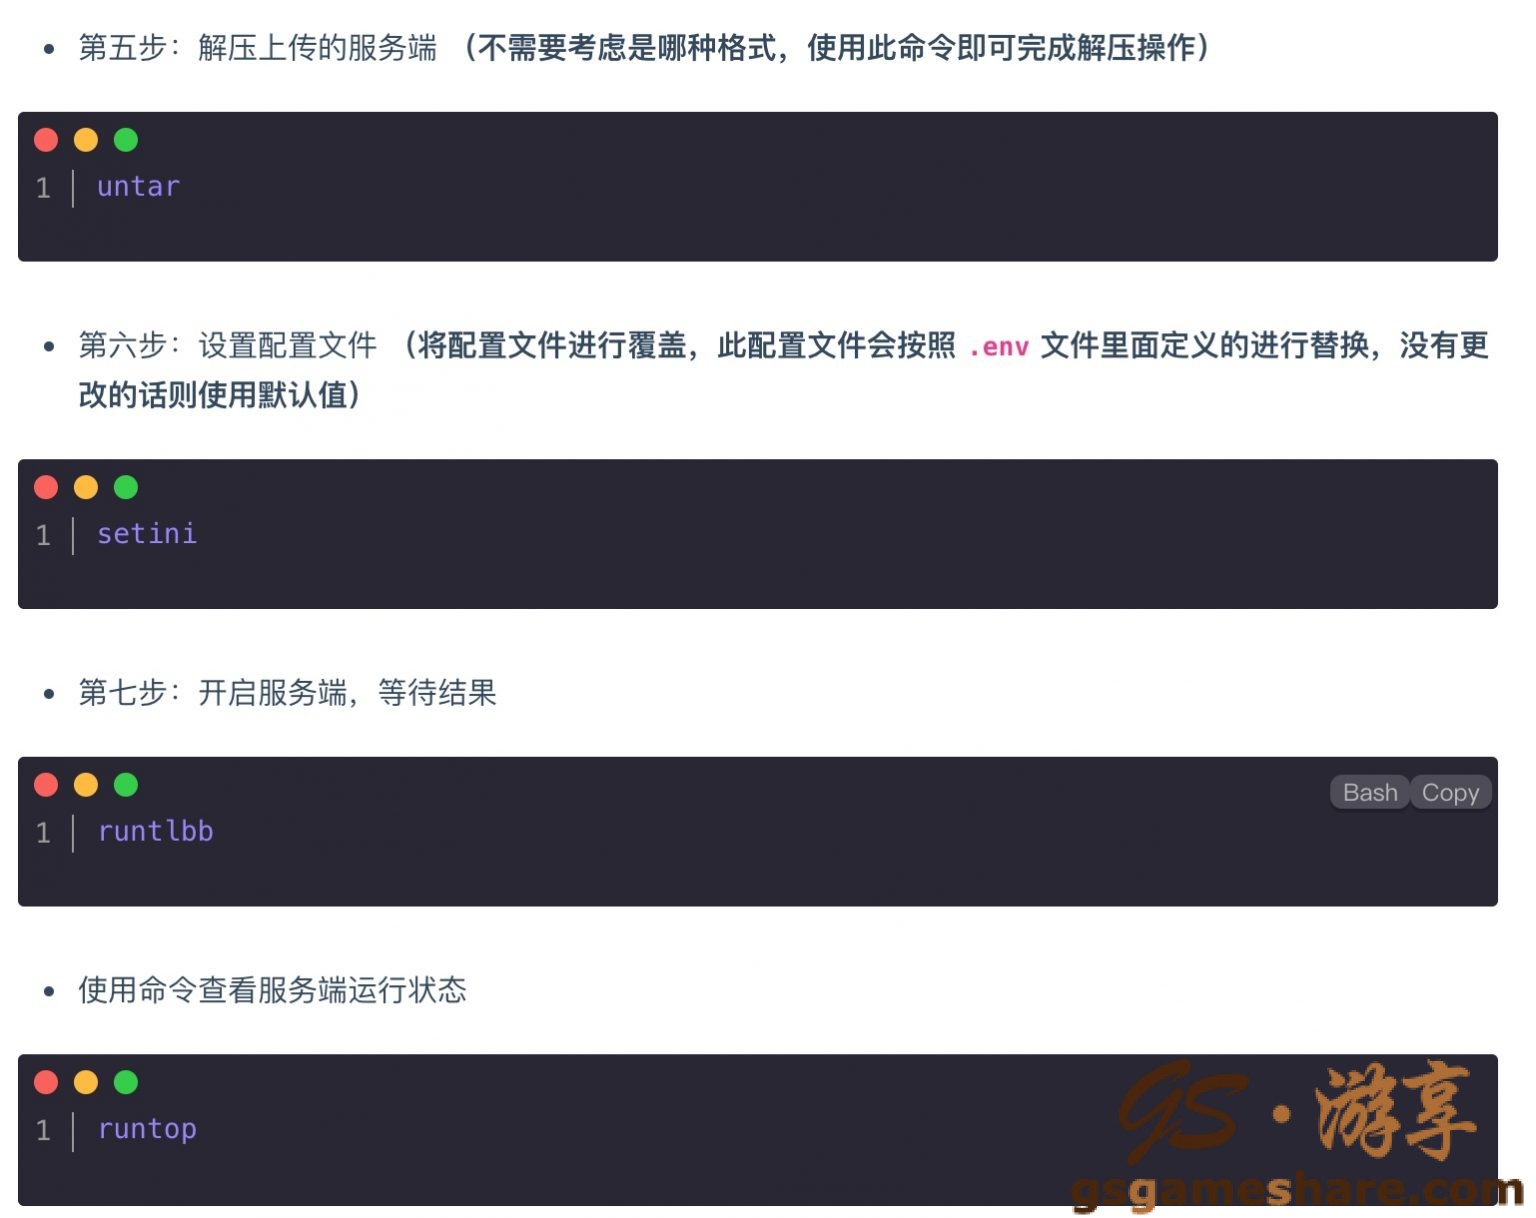 第五步：解压上传的服务端 （不需要考虑是哪种格式，使用此命令即可完成解压操作）
1 untar
第六步：设置配置文件 （将配置文件进行覆盖，此配置文件会按照 .env 文件里面定义的进行替换，没有更
改的话则使用默认值）
1 setini
第七步：开启服务端，等待结果
Bash Copy
1 runtlbb
使用命令查看服务端运行状态
1 runtop
GS·游享
gsgameshare.com